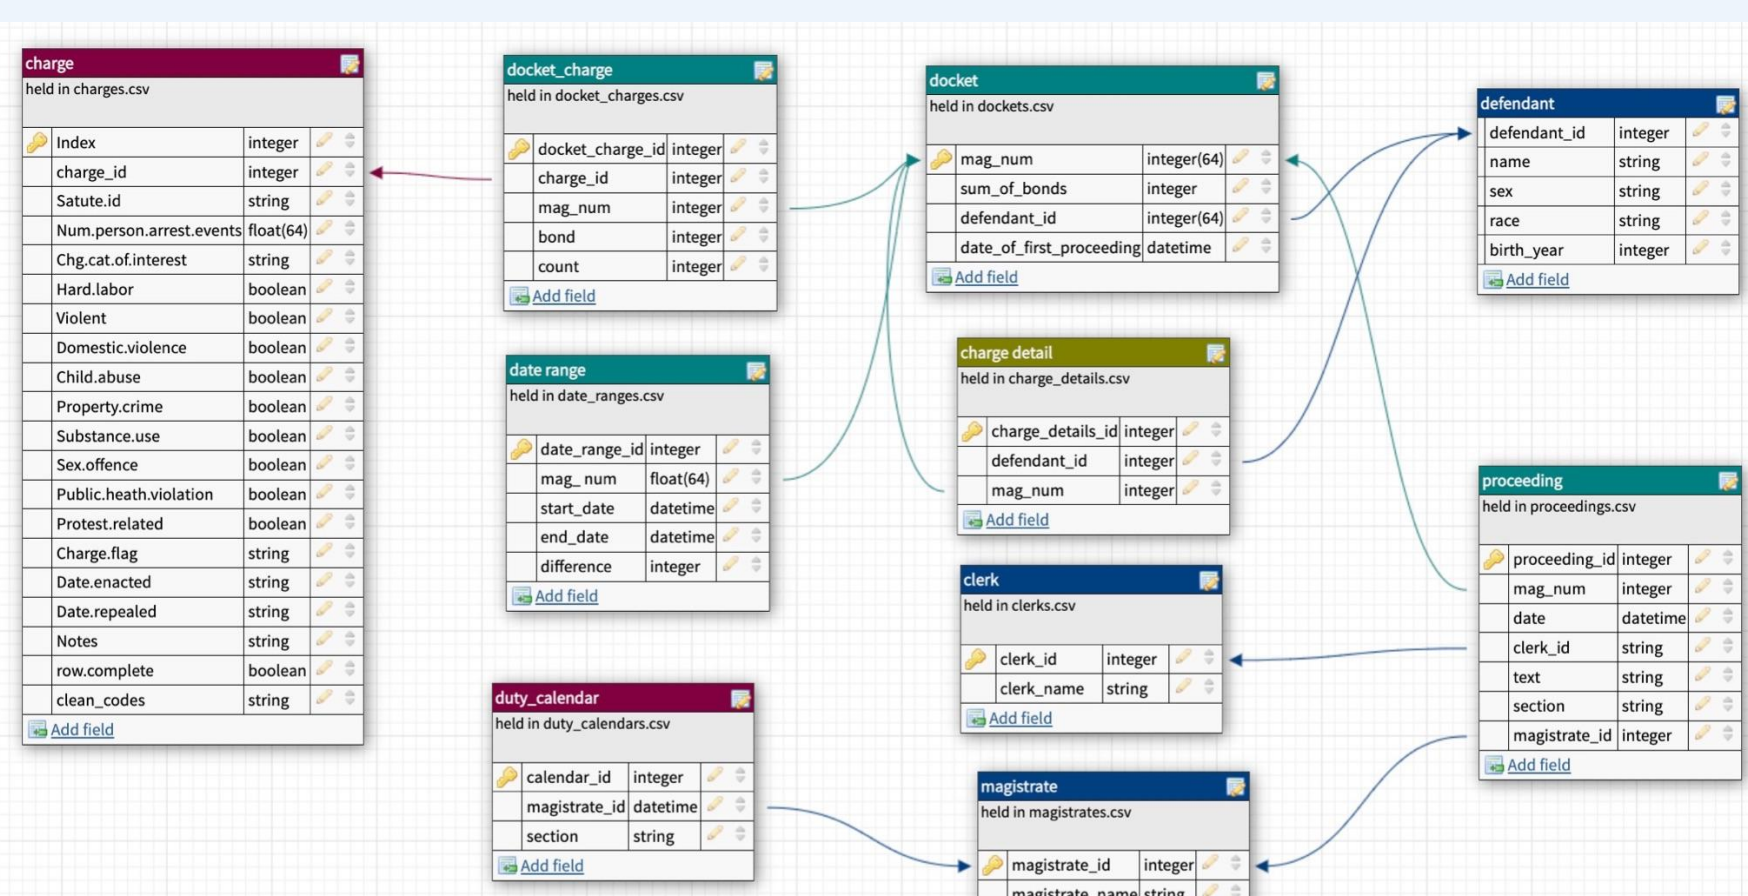 charge
held in charges.csv
Index integer
charge_id integer
Satute.id string
Num.person.arrest.events float(64)
Chg.cat.of.interest string
Hard.labor boolean
Violent boolean
Domestic.violence boolean
Child.abuse boolean
Property.crime boolean
Substance.use boolean
Sex.offence boolean
Public.heath.violation boolean
Protest.related boolean
Charge.flag string
Date.enacted string
Date.repealed string
Notes string
row.complete boolean
clean_codes string
Add field
docket_charge
held in docket_charges.csv
docket_charge_id integer
charge_id integer
mag_num integer
bond integer
count integer
Add field
date range
held in date_ranges.csv
date_range_id integer
mag_ num float(64)
start_date datetime
end_date datetime
difference integer
Add field
duty_calendar
held in duty_calendars.csv
calendar_id integer
magistrate_id datetime
section string
Add field
docket
held in dockets.csv
mag_num integer(64)
sum_of_bonds integer
defendant_id integer(64)
date_of_first_proceeding datetime
Add field
charge detail
held in charge_details.csv
charge_details_id integer
defendant_id integer
mag_num integer
Add field
clerk
held in clerks.csv
clerk_id integer
clerk_name string
Add field
magistrate
held in magistrates.csv
magistrate_id integer
magistrate_name string
defendant
defendant_id integer
name string
sex string
race string
birth_year integer
Add field
proceeding
held in proceedings.csv
proceeding_id integer
mag_num integer
date datetime
clerk_id string
text string
section string
magistrate_id integer
Add field